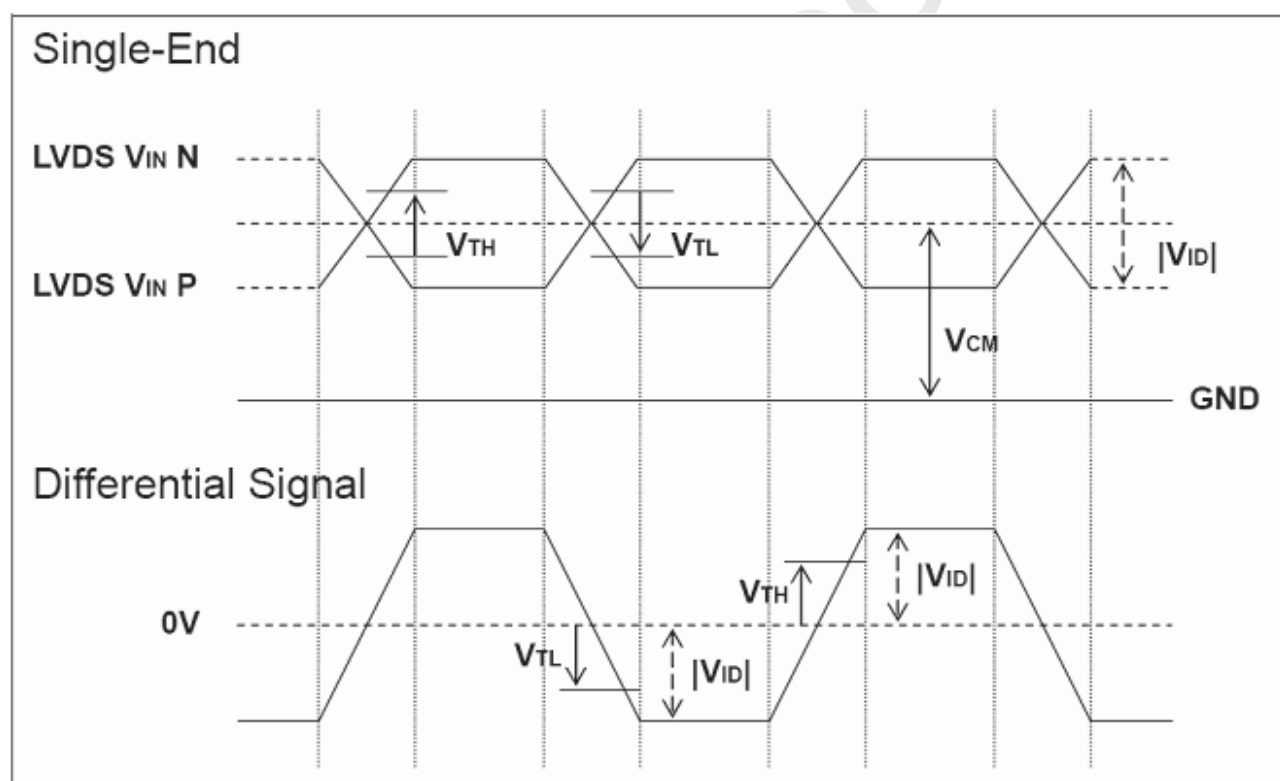 Single-End
LVDS VIN N
VTH
VTL
|VID|
LVDS VIN P
VCM
GND
Differential Signal
VTH
|VID|
0V
VTL
|VID|